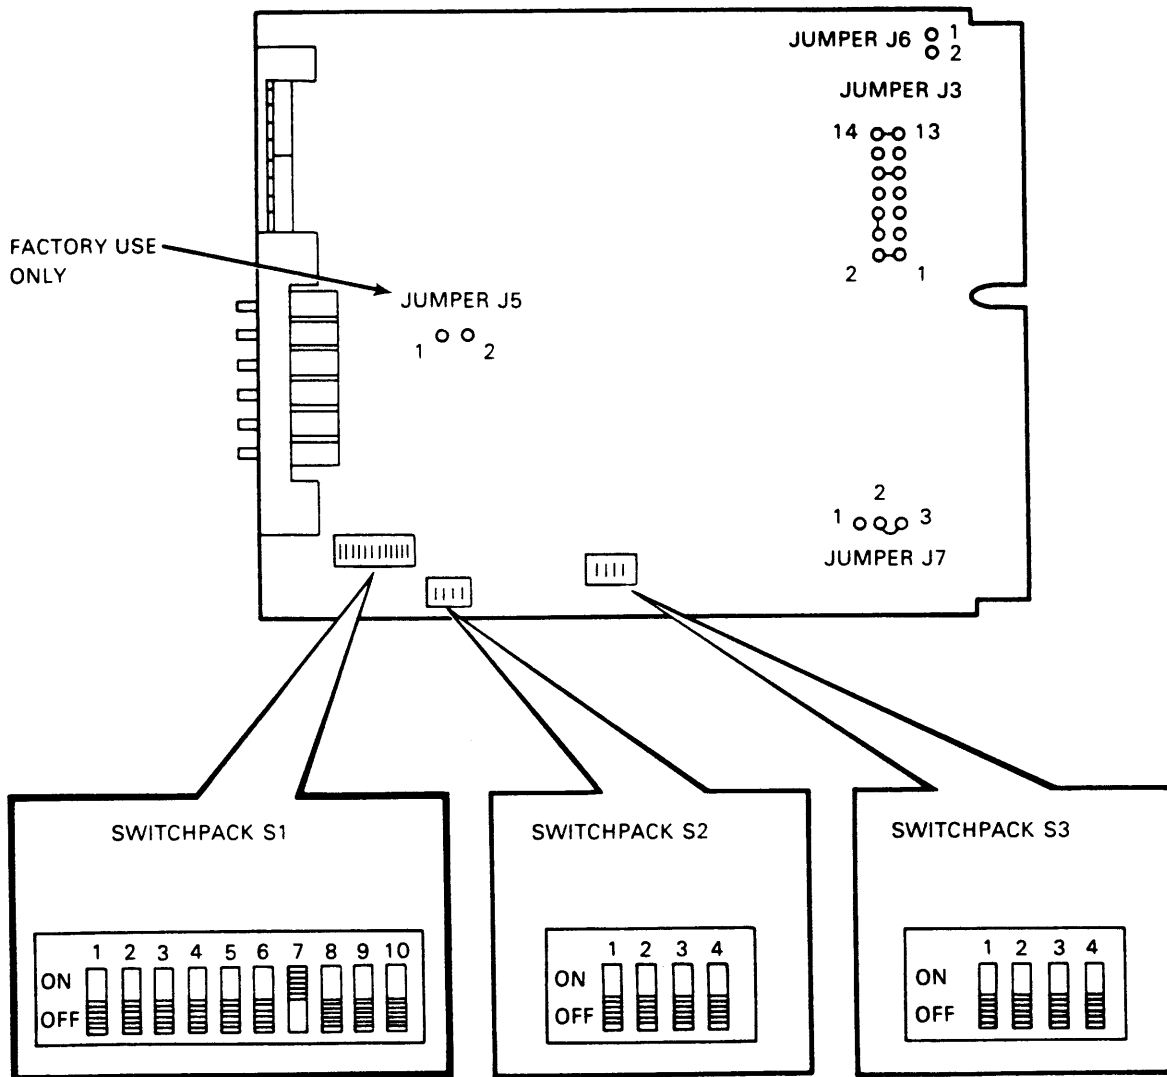 JUMPER J6
1
2
JUMPER J3
14 13
2 1
FACTORY USE
ONLY
JUMPER J5
1 2
2
1 3
JUMPER J7
SWITCHPACK S1
1 2 3 4 5 6 7 8 9 10
ON
OFF
SWITCHPACK S2
1 2 3 4
ON
OFF
SWITCHPACK S3
1 2 3 4
ON
OFF